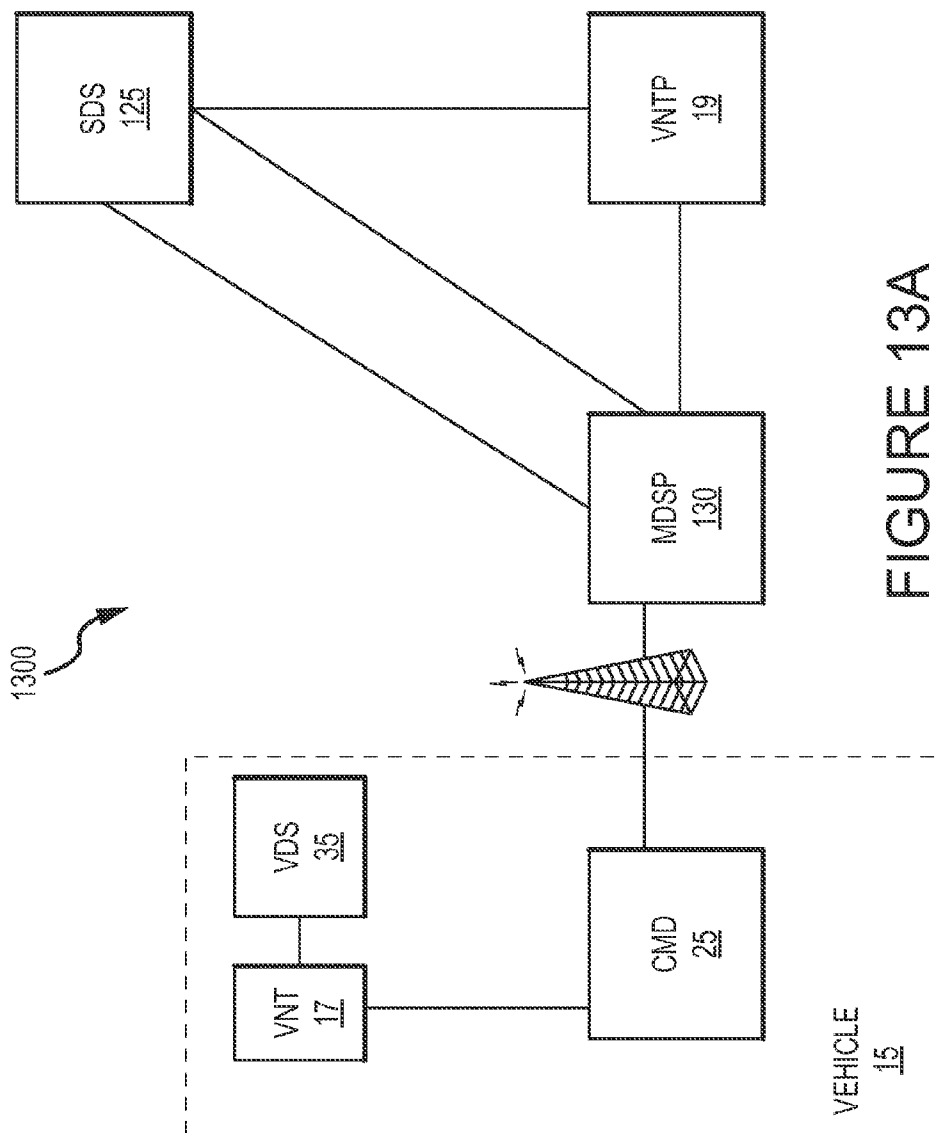 1300
VEHICLE
15
VNT
17
VDS
35
CMD
25
MDSP
130
SDS
125
VNTP
19
FIGURE 13A